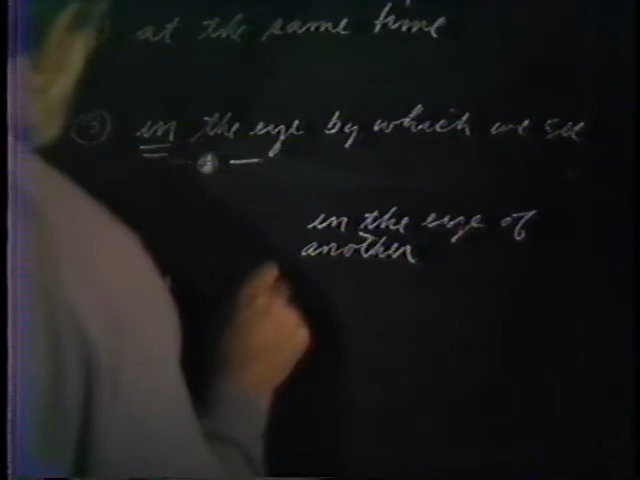 at the same time
③ in the eye by which we see
in the eye of
another